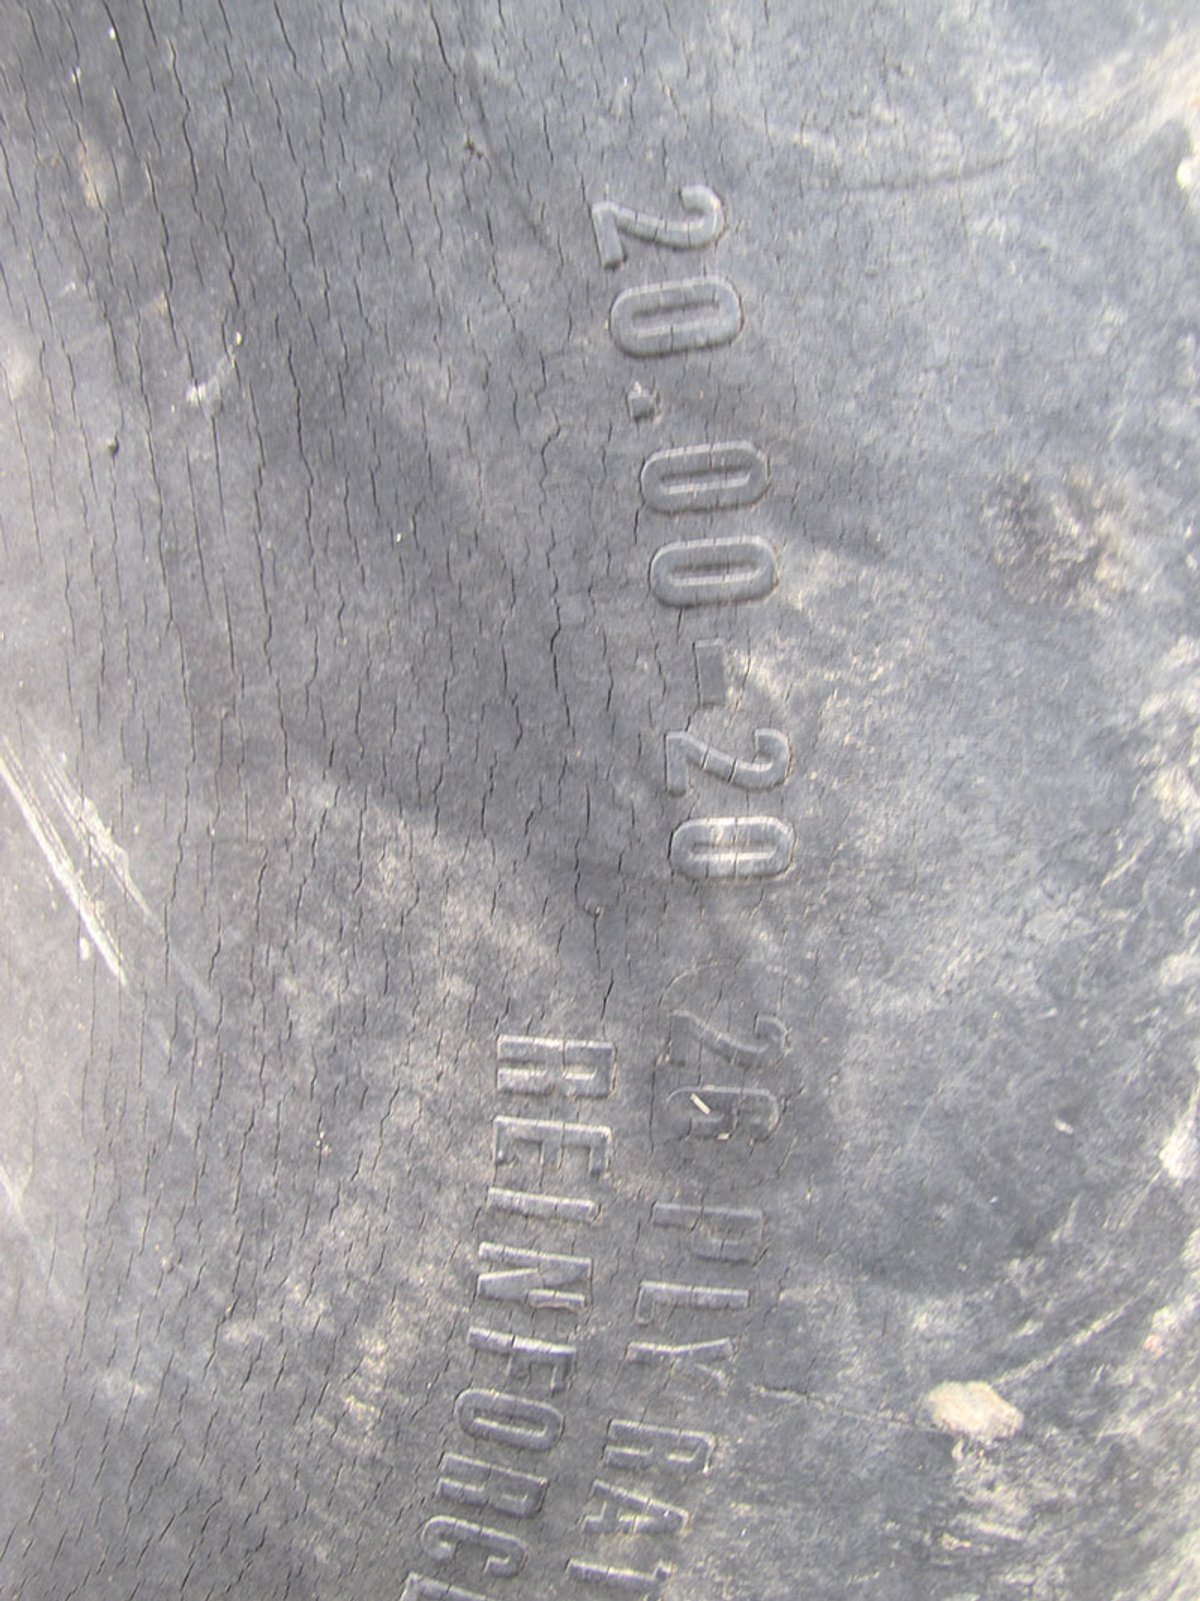 20.00-20 26 PLY RAT
REINFORC